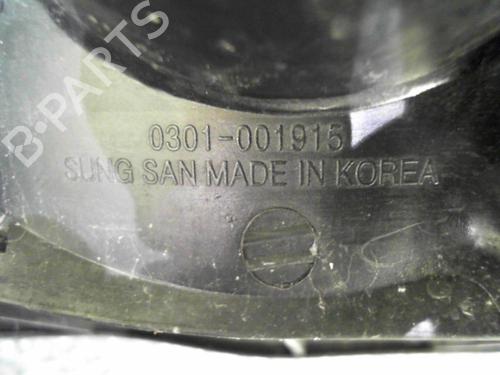 B-PARTS
0301-001915
SUNG SAN MADE IN KOREA